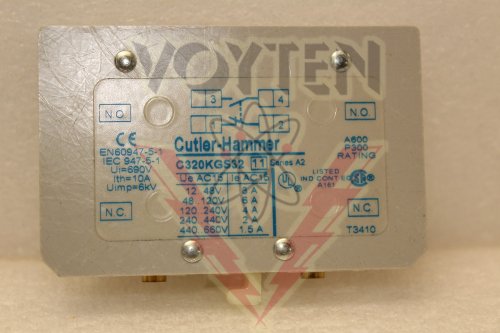 VOYTEN
3 4
1 2
N.O.
N.O.
CE
EN60947-5-1
IEC 947-5-1
Ui=690V
Ith=10A
Uimp=6kV
N.C.
Cutler-Hammer
C320KGS32 11 Series A2
Ue AC15 Ie AC15
12..48V 8 A
48..120V 6 A
120..240V 4 A
240..440V 2 A
440..660V 1.5 A
A600
P300
RATING
UL LISTED
IND CONT EQ
A161
N.C.
T3410